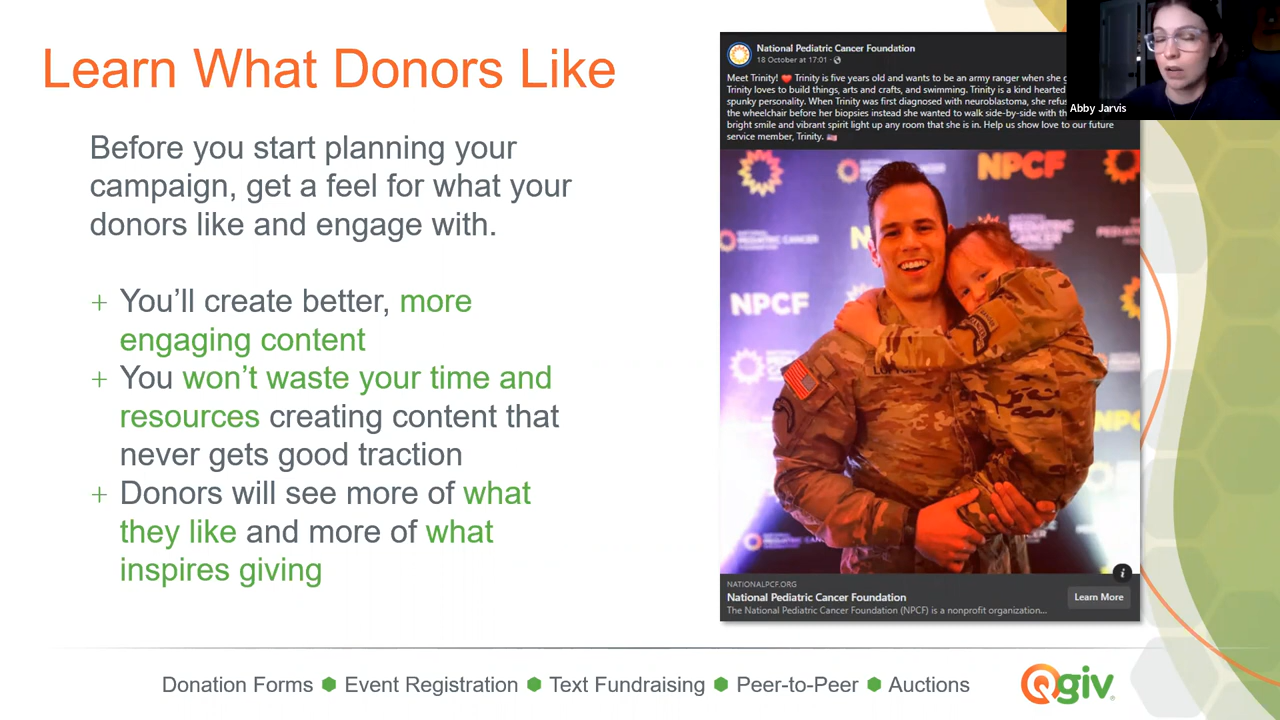 Learn What Donors Like
Before you start planning your
campaign, get a feel for what your
donors like and engage with.
+ You'll create better, more
engaging content
+ You won't waste your time and
resources creating content that
never gets good traction
+ Donors will see more of what
they like and more of what
inspires giving
National Pediatric Cancer Foundation
18 October at 17:01
Meet Trinity! Trinity is five years old and wants to be an army ranger when she
Trinity loves to build things, arts and crafts, and swimming. Trinity is a kind hearted
spunky personality. When Trinity was first diagnosed with neuroblastoma, she
the wheelchair before her biopsies instead she wanted to walk side-by-side with
bright smile and vibrant spirit light up any room that she is in. Help us show love to our future
service member, Trinity.
NPCF
NPCF
NPCF
NATIONALPCF.ORG
National Pediatric Cancer Foundation
The National Pediatric Cancer Foundation (NPCF) is a nonprofit organization...
Learn More
Abby Jarvis
Donation Forms Event Registration Text Fundraising Peer-to-Peer Auctions
Qgiv